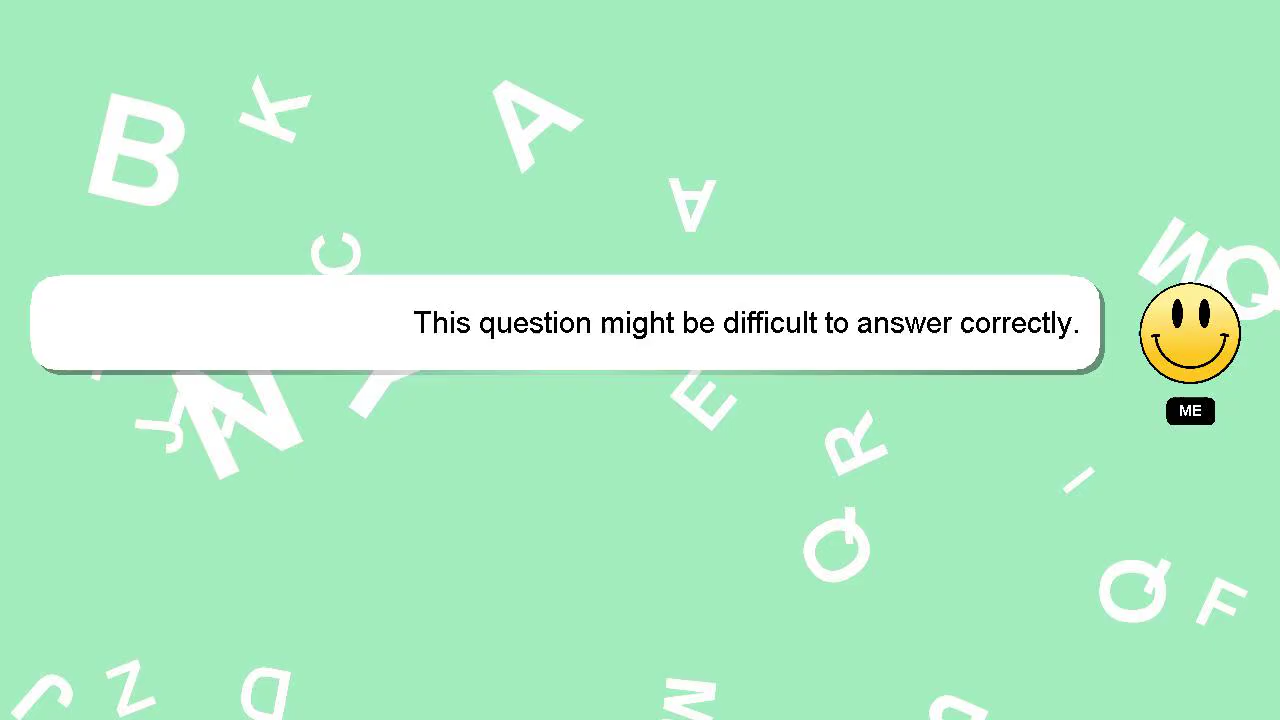 B
K
A
A
C
M
Q
This question might be difficult to answer correctly.
ME
J
A
N
Y
E
R
I
Q
Q
F
J
Z
D
M
D